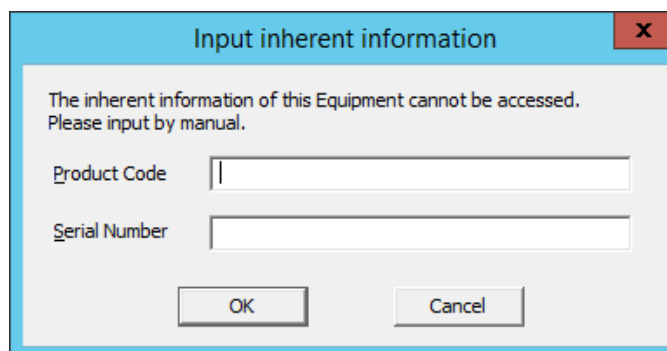 Input inherent information
x
The inherent information of this Equipment cannot be accessed.
Please input by manual.
Product Code
Serial Number
OK
Cancel